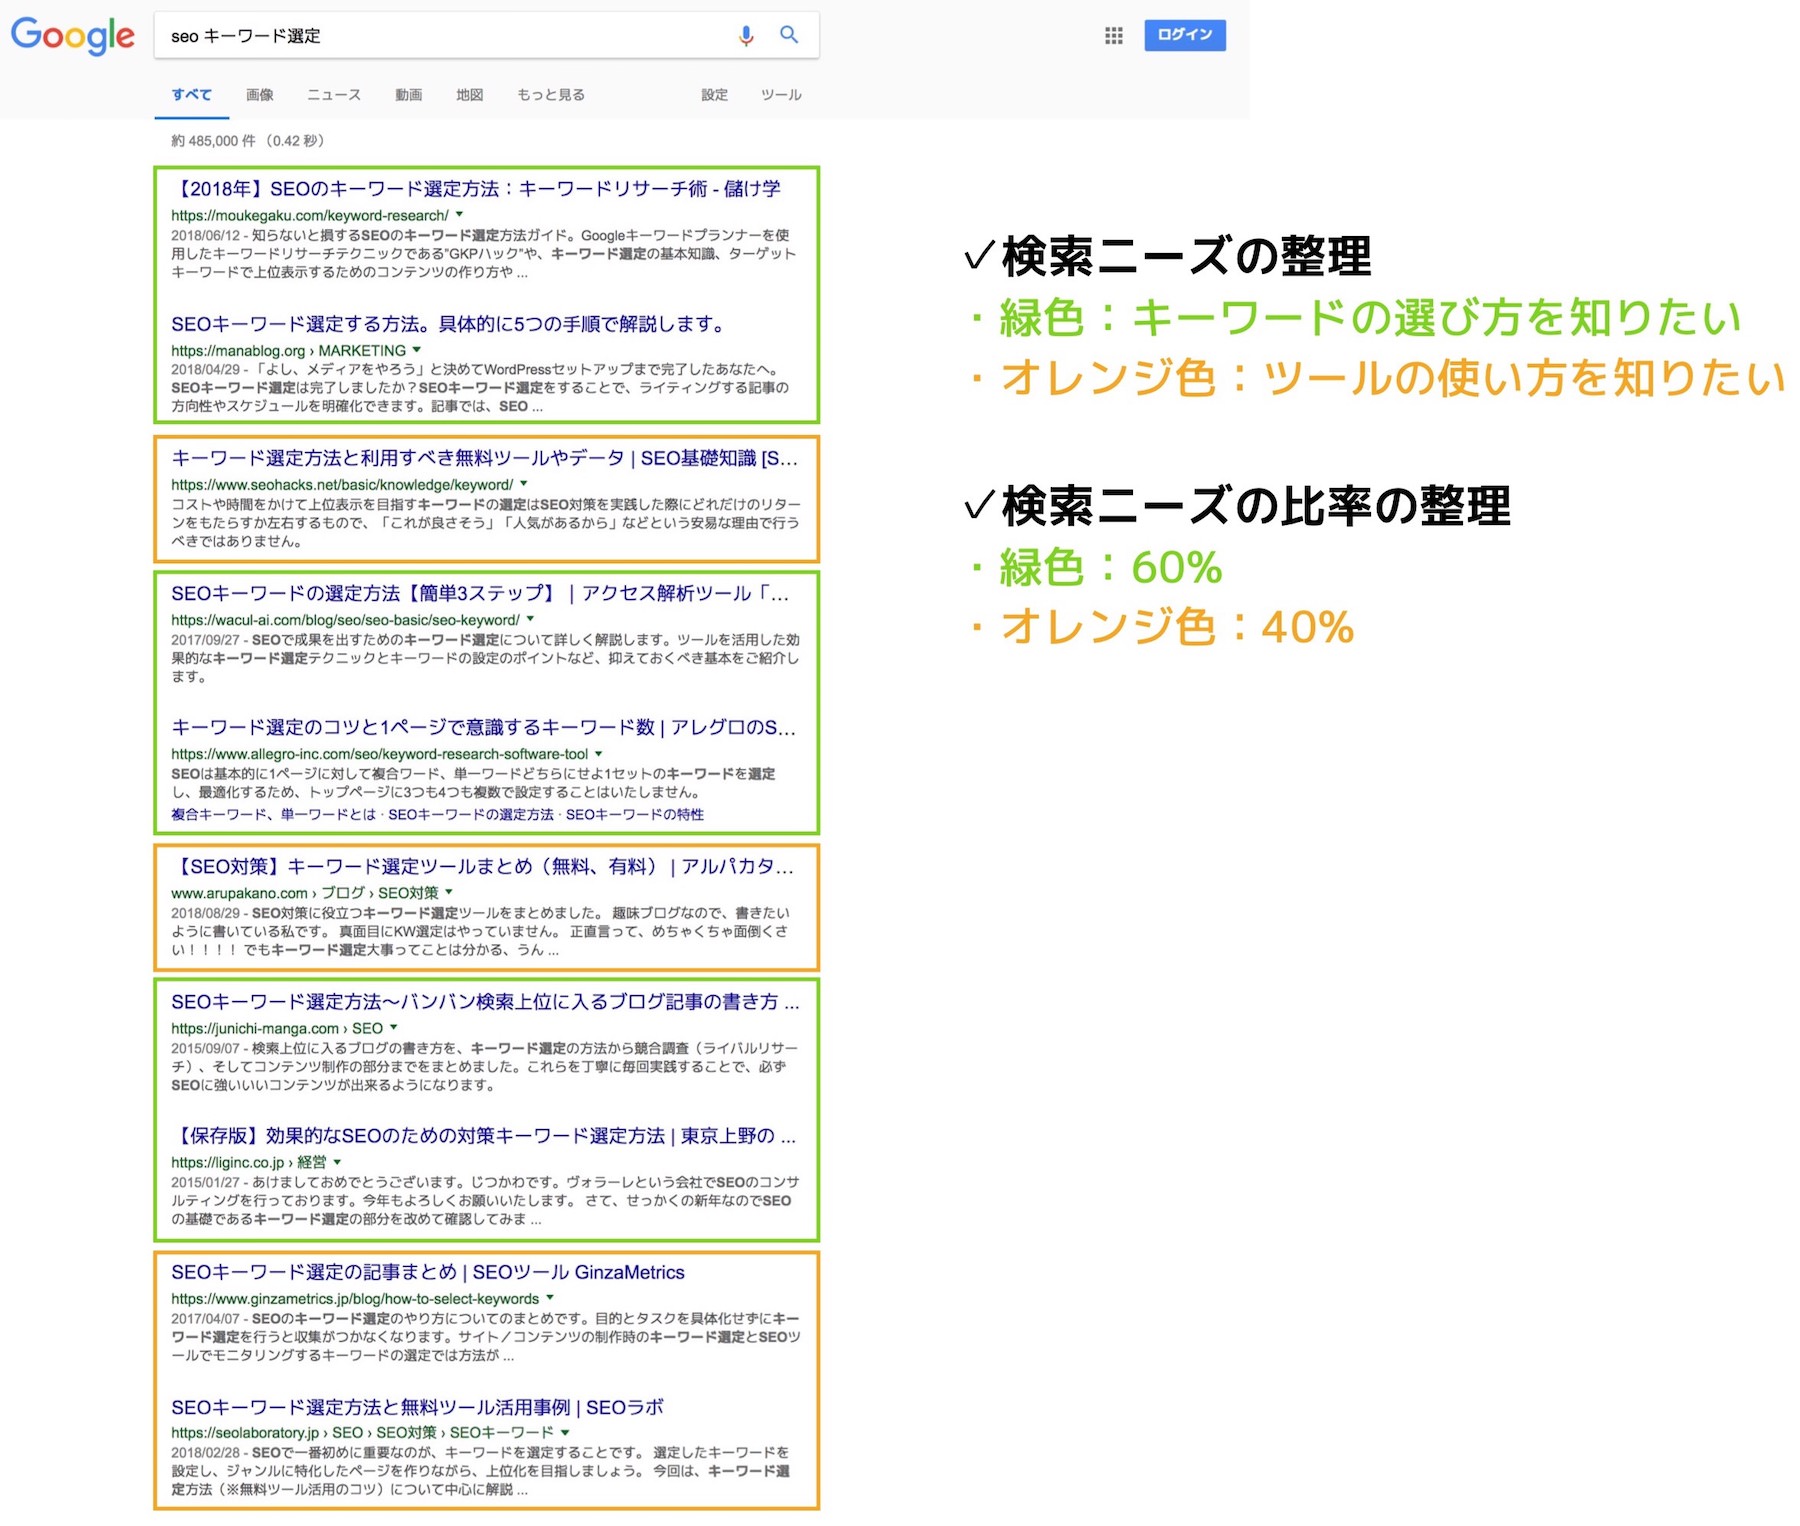 Google
seo キーワード選定
ログイン
すべて 画像 ニュース 動画 地図 もっと見る 設定 ツール
約 485,000 件 （0.42 秒）
【2018年】SEOのキーワード選定方法：キーワードリサーチ術 - 儲け学
https://moukegaku.com/keyword-research/
2018/06/12 - 知らないと損するSEOのキーワード選定方法ガイド。Googleキーワードプランナーを使
用したキーワードリサーチテクニックである"GKPハック"や、キーワード選定の基本知識、ターゲット
キーワードで上位表示するためのコンテンツの作り方や ...
SEOキーワード選定する方法。具体的に5つの手順で解説します。
https://manablog.org › MARKETING
2018/04/29 - 「よし、メディアをやろう」と決めてWordPressセットアップまで完了したあなたへ。
SEOキーワード選定は完了しましたか？SEOキーワード選定をすることで、ライティングする記事の
方向性やスケジュールを明確化できます。記事では、SEO ...
キーワード選定方法と利用すべき無料ツールやデータ | SEO基礎知識 [S...
https://www.seohacks.net/basic/knowledge/keyword/
コストや時間をかけて上位表示を目指すキーワードの選定はSEO対策を実践した際にどれだけのリター
ンをもたらすか左右するもので、「これが良さそう」「人気があるから」などという安易な理由で行う
べきではありません。
SEOキーワードの選定方法【簡単3ステップ】｜アクセス解析ツール「...
https://wacul-ai.com/blog/seo/seo-basic/seo-keyword/
2017/09/27 - SEOで成果を出すためのキーワード選定について詳しく解説します。ツールを活用した効
果的なキーワード選定テクニックとキーワードの設定のポイントなど、抑えておくべき基本をご紹介し
ます。
キーワード選定のコツと1ページで意識するキーワード数 | アレグロのS...
https://www.allegro-inc.com/seo/keyword-research-software-tool
SEOは基本的に1ページに対して複合ワード、単一ワードどちらにせよ1セットのキーワードを選定
し、最適化するため、トップページに3つも4つも複数で設定することはいたしません。
複合キーワード、単一ワードとは · SEOキーワードの選定方法 · SEOキーワードの特性
【SEO対策】キーワード選定ツールまとめ（無料、有料） | アルパカタ...
www.arupakano.com › ブログ › SEO対策
2018/08/29 - SEO対策に役立つキーワード選定ツールをまとめました。 趣味ブログなので、書きたい
ように書いている私です。 真面目にKW選定はやっていません。 正直言って、めちゃくちゃ面倒くさ
い！！！！ でもキーワード選定大事ってことは分かる、うん ...
SEOキーワード選定方法〜バンバン検索上位に入るブログ記事の書き方 ...
https://junichi-manga.com › SEO
2015/09/07 - 検索上位に入るブログの書き方を、キーワード選定の方法から競合調査（ライバルリサー
チ）、そしてコンテンツ制作の部分までをまとめました。これらを丁寧に毎回実践することで、必ず
SEOに強いいいコンテンツが出来るようになります。
【保存版】効果的なSEOのための対策キーワード選定方法 | 東京上野の ...
https://liginc.co.jp › 経営
2015/01/27 - あけましておめでとうございます。じつかわです。ヴォラーレという会社でSEOのコンサ
ルティングを行っております。今年もよろしくお願いいたします。 さて、せっかくの新年なのでSEO
の基礎であるキーワード選定の部分を改めて確認してみま ...
SEOキーワード選定の記事まとめ | SEOツール GinzaMetrics
https://www.ginzametrics.jp/blog/how-to-select-keywords
2017/04/07 - SEOのキーワード選定のやり方についてのまとめです。目的とタスクを具体化せずにキー
ワード選定を行うと収集がつかなくなります。サイト／コンテンツの制作時のキーワード選定とSEOツ
ールでモニタリングするキーワードの選定では方法が ...
SEOキーワード選定方法と無料ツール活用事例 | SEOラボ
https://seolaboratory.jp › SEO › SEO対策 › SEOキーワード
2018/02/28 - SEOで一番初めに重要なのが、キーワードを選定することです。 選定したキーワードを
設定し、ジャンルに特化したページを作りながら、上位化を目指しましょう。 今回は、キーワード選
定方法（※無料ツール活用のコツ）について中心に解説 ...
✓検索ニーズの整理
・緑色：キーワードの選び方を知りたい
・オレンジ色：ツールの使い方を知りたい
✓検索ニーズの比率の整理
・緑色：60%
・オレンジ色：40%